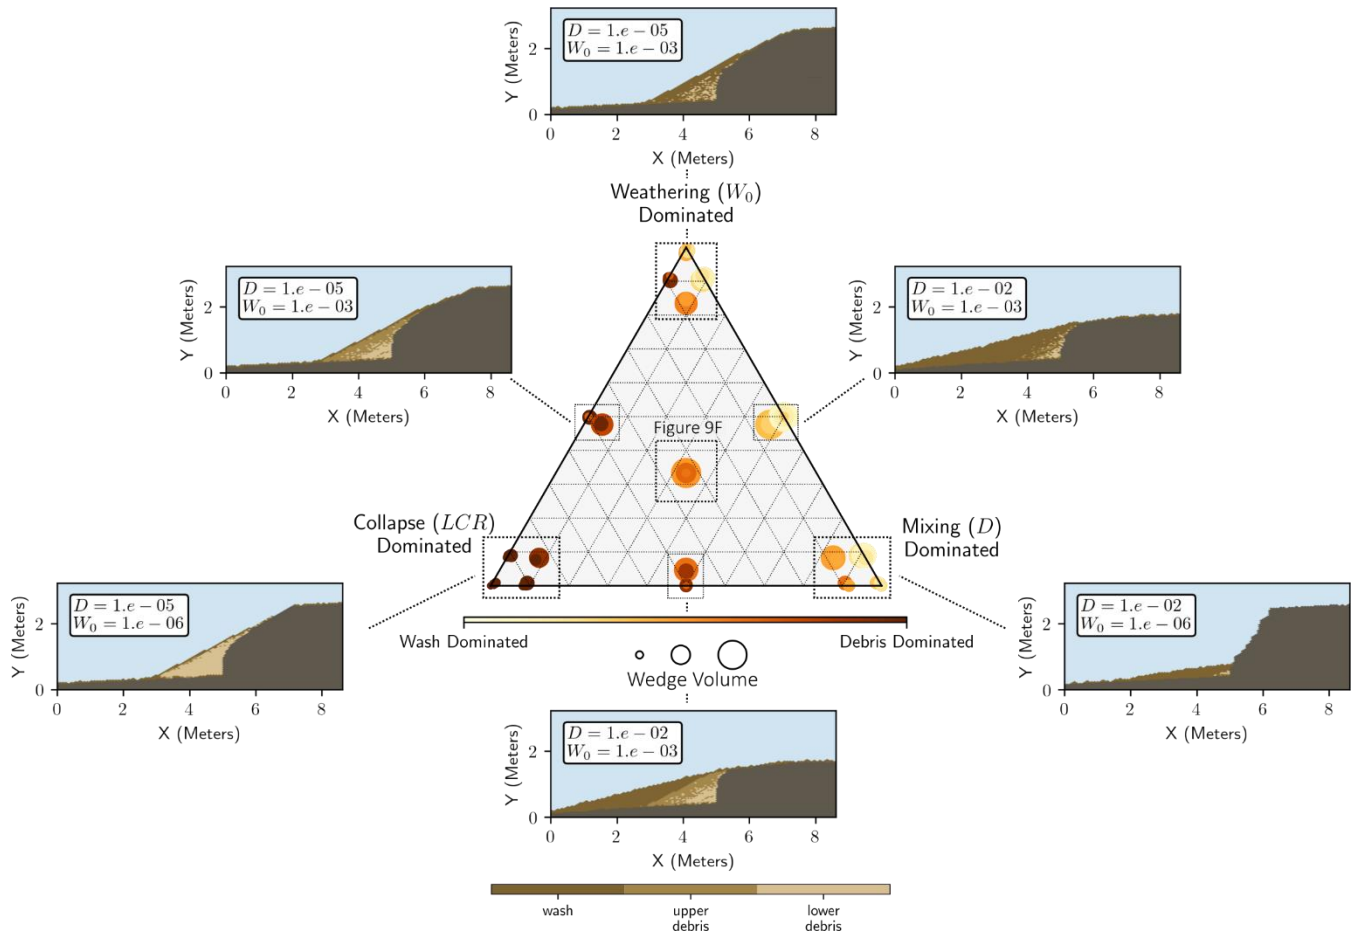 D = 1.e − 05
W₀ = 1.e − 03
Y (Meters)
2
0
0 2 4 6 8
X (Meters)
Weathering (W₀)
Dominated
D = 1.e − 05
W₀ = 1.e − 03
Y (Meters)
2
0
0 2 4 6 8
X (Meters)
D = 1.e − 02
W₀ = 1.e − 03
Y (Meters)
2
0
0 2 4 6 8
X (Meters)
Figure 9F
Collapse (LCR)
Dominated
Mixing (D)
Dominated
D = 1.e − 05
W₀ = 1.e − 06
Y (Meters)
2
0
0 2 4 6 8
X (Meters)
Wash Dominated
Debris Dominated
Wedge Volume
D = 1.e − 02
W₀ = 1.e − 06
Y (Meters)
2
0
0 2 4 6 8
X (Meters)
D = 1.e − 02
W₀ = 1.e − 03
Y (Meters)
2
0
0 2 4 6 8
X (Meters)
wash
upper
debris
lower
debris